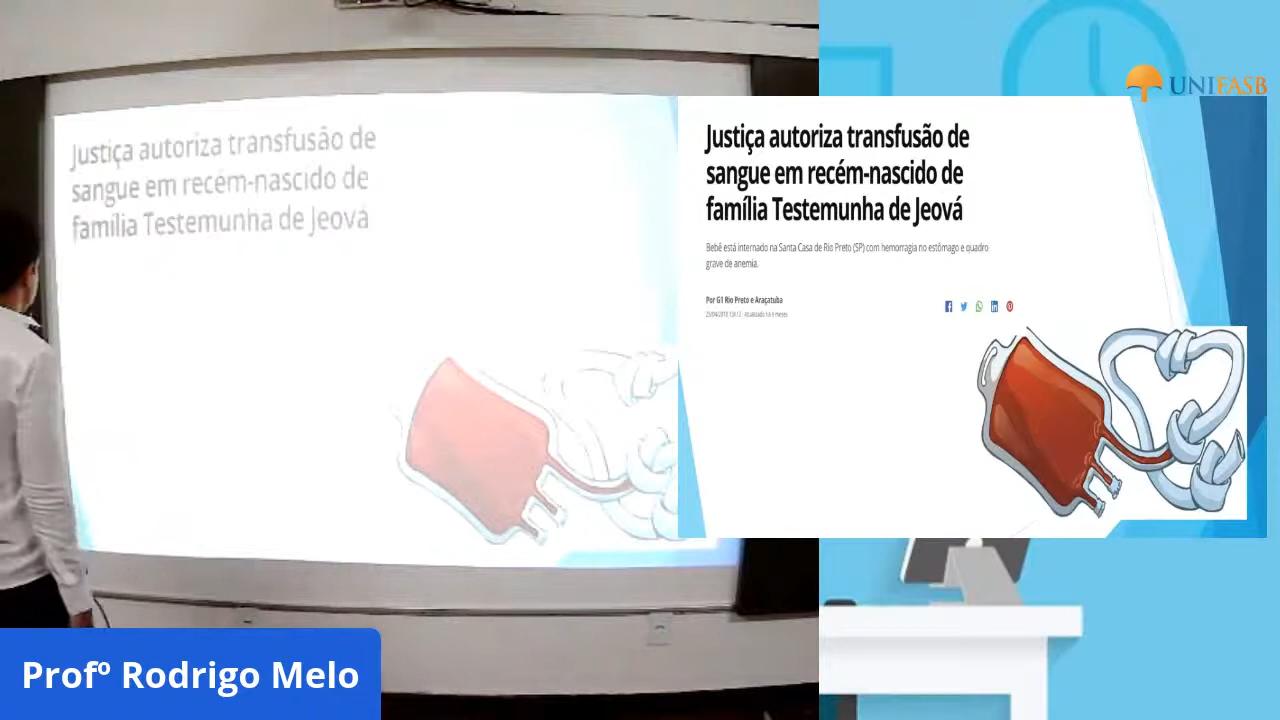 Justiça autoriza transfusão de
sangue em recém-nascido de
família Testemunha de Jeová
UNIFASB
Justiça autoriza transfusão de
sangue em recém-nascido de
família Testemunha de Jeová
Bebê está internado na Santa Casa de Rio Preto (SP) com hemorragia no estômago e quadro
grave de anemia.
Por G1 Rio Preto e Araçatuba
Profº Rodrigo Melo